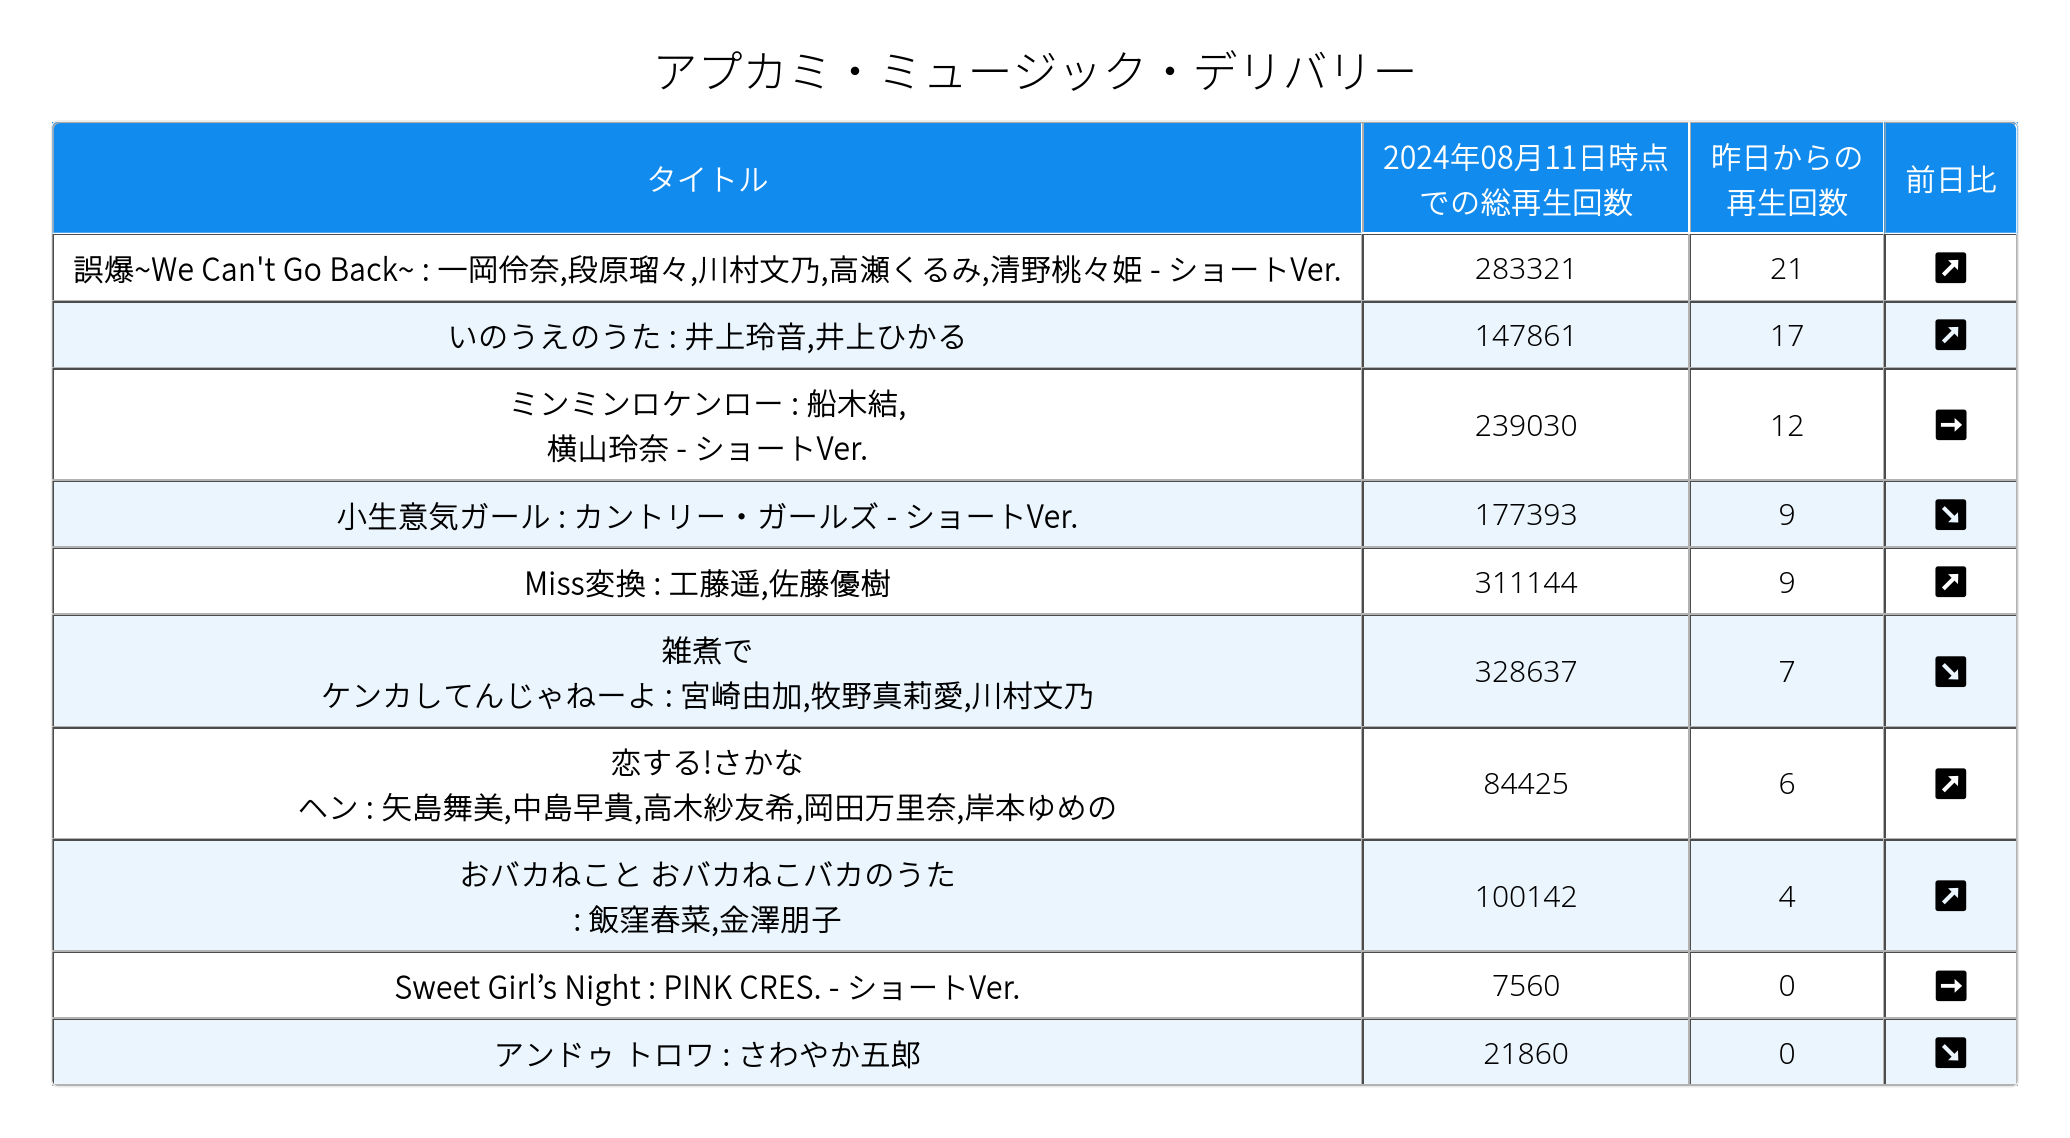 アプカミ・ミュージック・デリバリー
タイトル
2024年08月11日時点
での総再生回数
昨日からの
再生回数
前日比
誤爆~We Can't Go Back~ : 一岡伶奈,段原瑠々,川村文乃,高瀬くるみ,清野桃々姫 - ショートVer.
283321
21
↗
いのうえのうた : 井上玲音,井上ひかる
147861
17
↗
ミンミンロケンロー : 船木結,
横山玲奈 - ショートVer.
239030
12
➡
小生意気ガール : カントリー・ガールズ - ショートVer.
177393
9
↘
Miss変換 : 工藤遥,佐藤優樹
311144
9
↗
雑煮で
ケンカしてんじゃねーよ : 宮崎由加,牧野真莉愛,川村文乃
328637
7
↘
恋する!さかな
ヘン : 矢島舞美,中島早貴,高木紗友希,岡田万里奈,岸本ゆめの
84425
6
↗
おバカねこと おバカねこバカのうた
: 飯窪春菜,金澤朋子
100142
4
↗
Sweet Girl’s Night : PINK CRES. - ショートVer.
7560
0
➡
アンドゥ トロワ : さわやか五郎
21860
0
↘